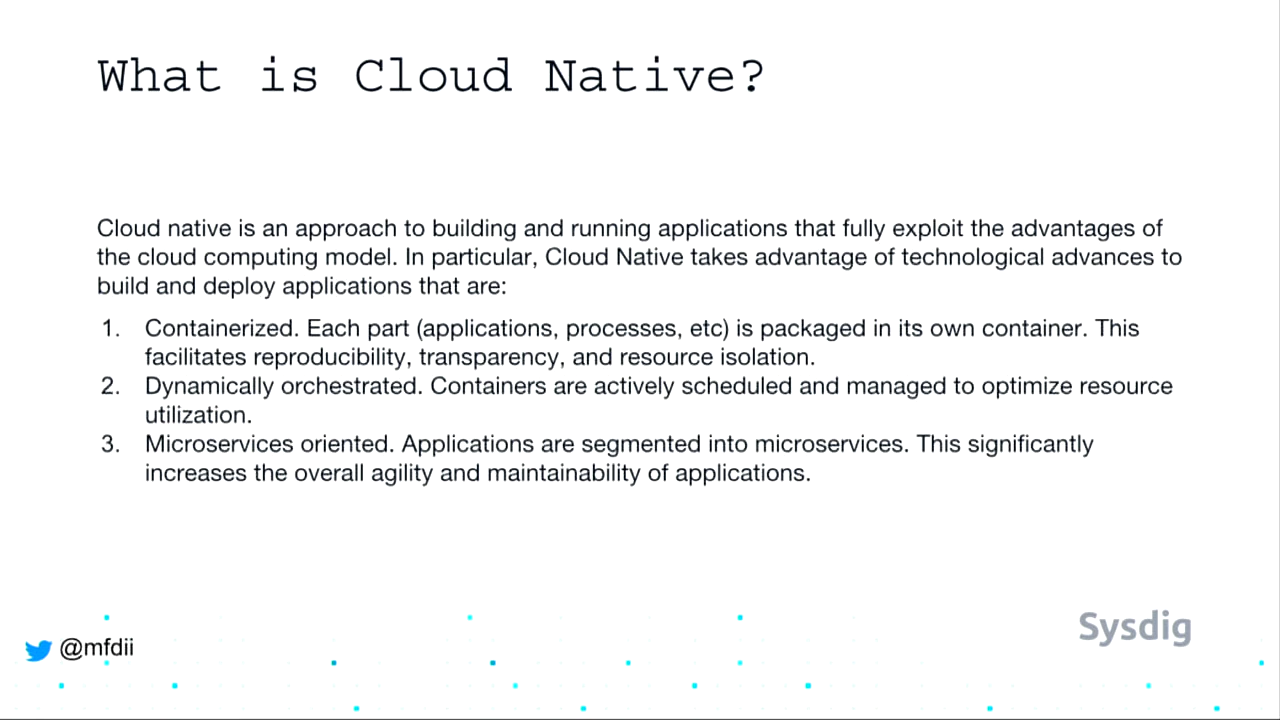 What is Cloud Native?
Cloud native is an approach to building and running applications that fully exploit the advantages of
the cloud computing model. In particular, Cloud Native takes advantage of technological advances to
build and deploy applications that are:
1. Containerized. Each part (applications, processes, etc) is packaged in its own container. This
facilitates reproducibility, transparency, and resource isolation.
2. Dynamically orchestrated. Containers are actively scheduled and managed to optimize resource
utilization.
3. Microservices oriented. Applications are segmented into microservices. This significantly
increases the overall agility and maintainability of applications.
Sysdig
@mfdii